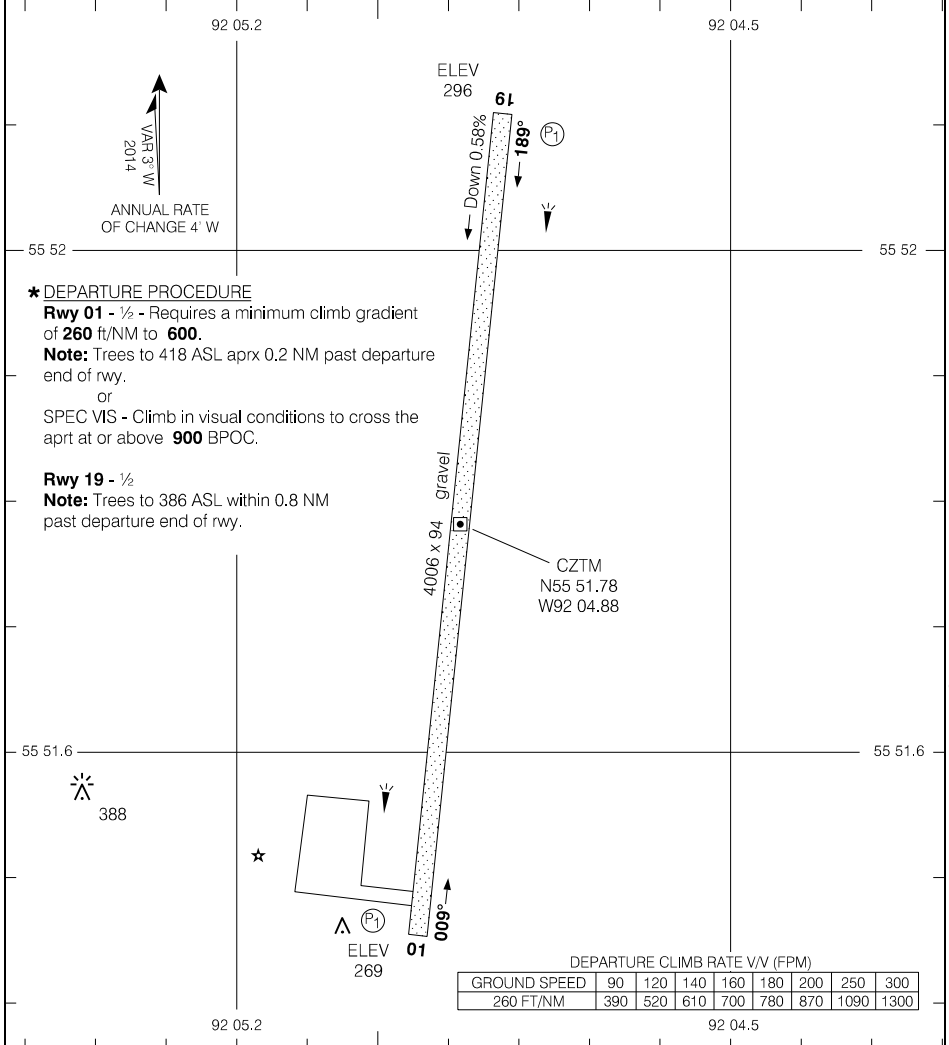 92 05.2
92 04.5
ELEV
296
19
Down 0.58%
189°
P1
VAR 3° W
2014
ANNUAL RATE
OF CHANGE 4' W
55 52
55 52
* DEPARTURE PROCEDURE
Rwy 01 - ½ - Requires a minimum climb gradient
of 260 ft/NM to 600.
Note: Trees to 418 ASL aprx 0.2 NM past departure
end of rwy.
or
SPEC VIS - Climb in visual conditions to cross the
aprt at or above 900 BPOC.
Rwy 19 - ½
Note: Trees to 386 ASL within 0.8 NM
past departure end of rwy.
4006 x 94 gravel
CZTM
N55 51.78
W92 04.88
55 51.6
55 51.6
388
P1
ELEV
269
01
009°
DEPARTURE CLIMB RATE V/V (FPM)
GROUND SPEED 90 120 140 160 180 200 250 300
260 FT/NM 390 520 610 700 780 870 1090 1300
92 05.2
92 04.5